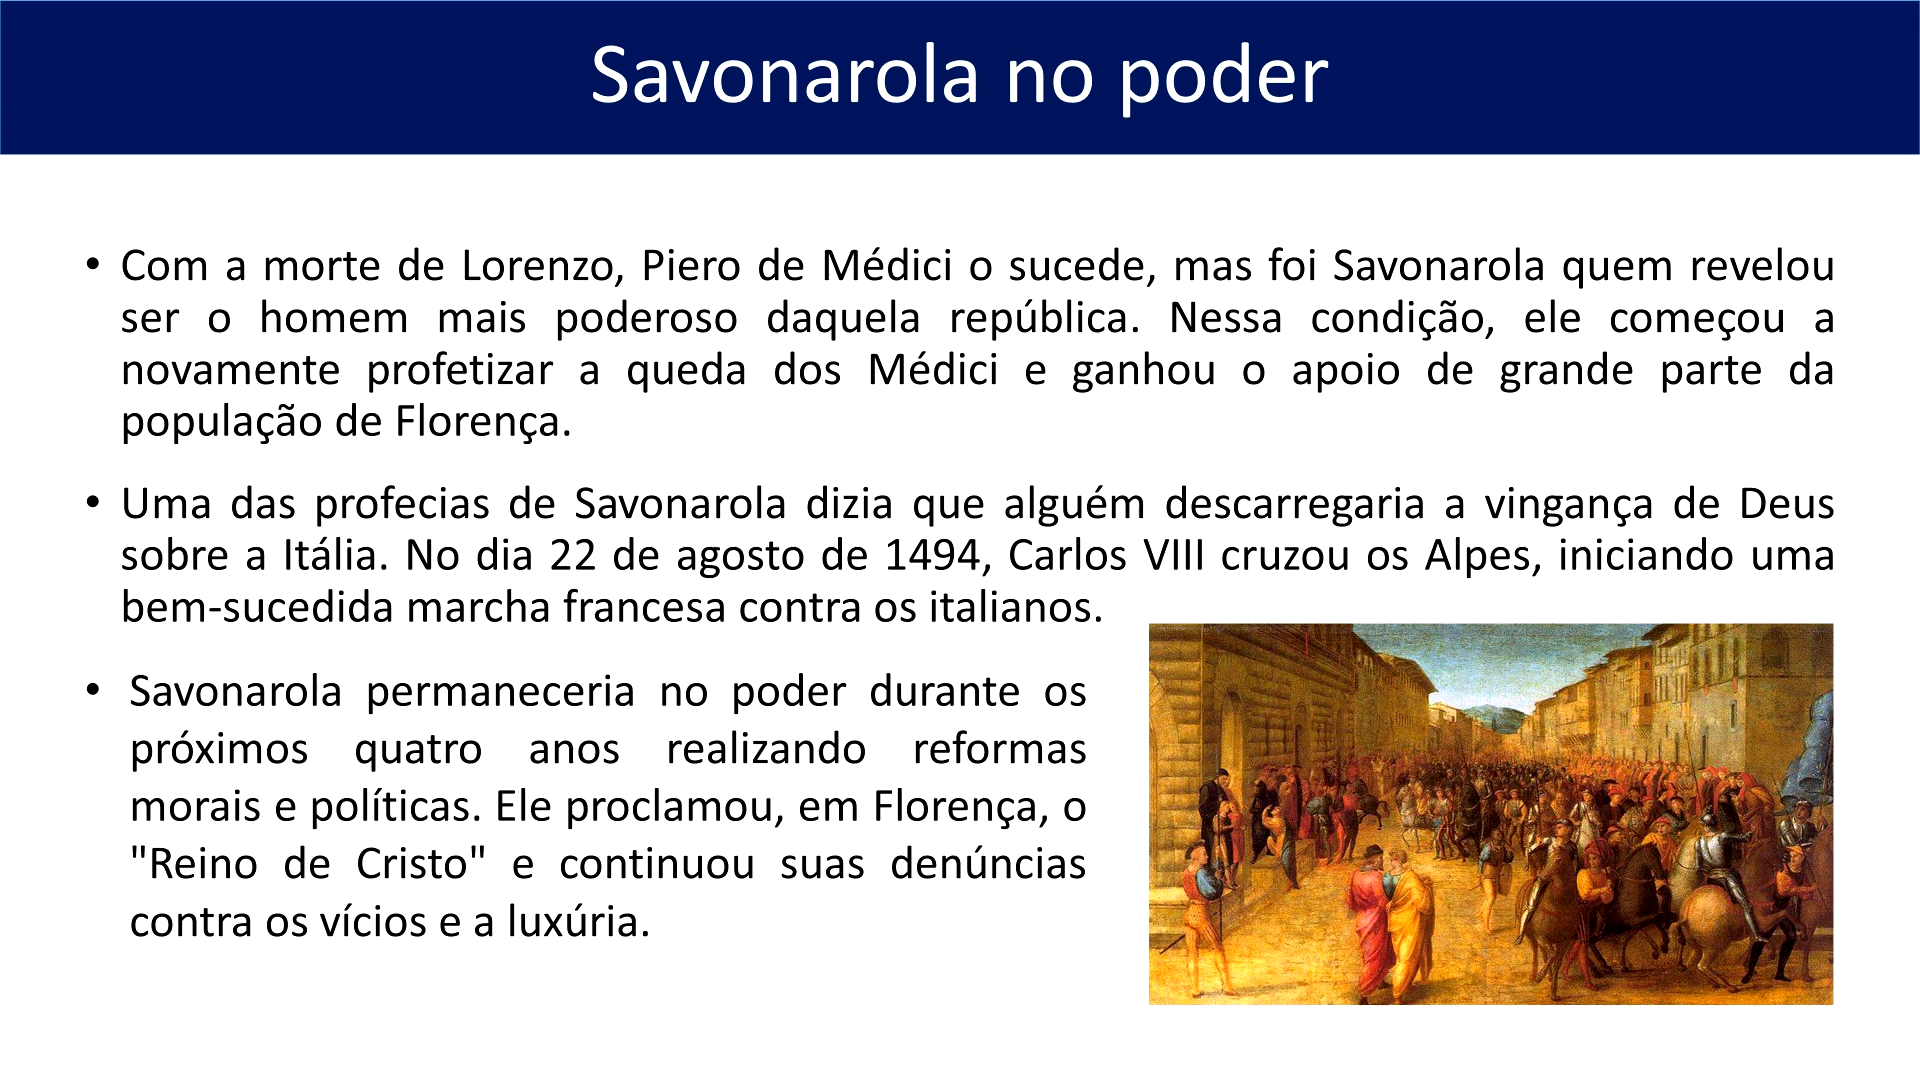 Savonarola no poder
• Com a morte de Lorenzo, Piero de Médici o sucede, mas foi Savonarola quem revelou
ser o homem mais poderoso daquela república. Nessa condição, ele começou a
novamente profetizar a queda dos Médici e ganhou o apoio de grande parte da
população de Florença.
• Uma das profecias de Savonarola dizia que alguém descarregaria a vingança de Deus
sobre a Itália. No dia 22 de agosto de 1494, Carlos VIII cruzou os Alpes, iniciando uma
bem-sucedida marcha francesa contra os italianos.
• Savonarola permaneceria no poder durante os
próximos quatro anos realizando reformas
morais e políticas. Ele proclamou, em Florença, o
"Reino de Cristo" e continuou suas denúncias
contra os vícios e a luxúria.